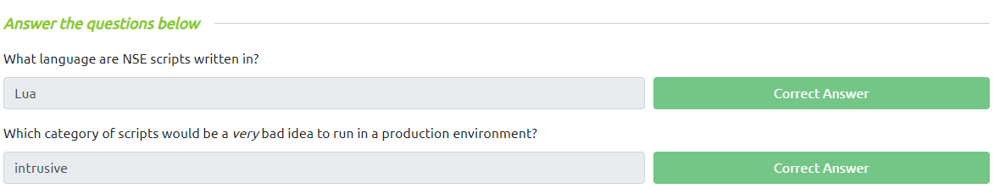 Answer the questions below
What language are NSE scripts written in?
Lua
Correct Answer
Which category of scripts would be a very bad idea to run in a production environment?
intrusive
Correct Answer